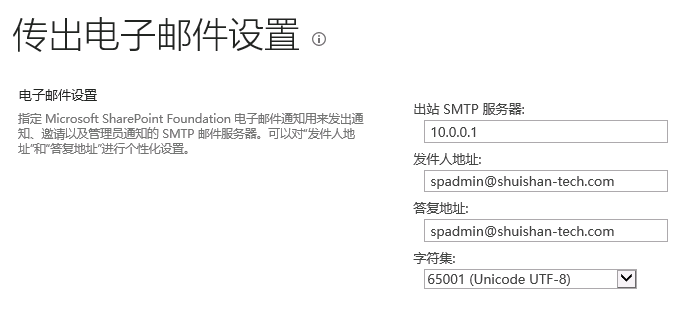 传出电子邮件设置
电子邮件设置
指定 Microsoft SharePoint Foundation 电子邮件通知用来发出通
知、邀请以及管理员通知的 SMTP 邮件服务器。可以对"发件人地
址"和"答复地址"进行个性化设置。
出站 SMTP 服务器:
10.0.0.1
发件人地址:
spadmin@shuishan-tech.com
答复地址:
spadmin@shuishan-tech.com
字符集:
65001 (Unicode UTF-8)